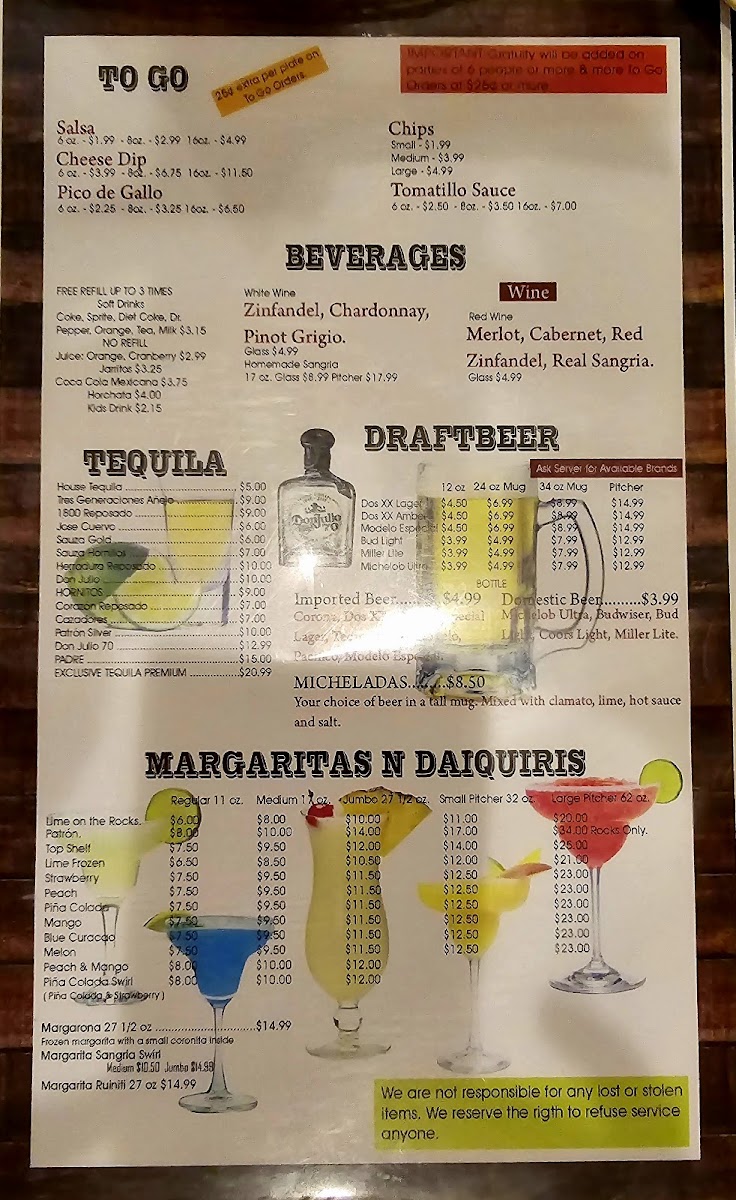 TO GO
25¢ extra per plate on
To Go Orders
IMPORTANT: Gratuity will be added on
parties of 6 people or more & more To Go
Orders at $25¢ or more
Salsa
6 oz. - $1.99 - 8oz. - $2.99 16oz. - $4.99
Cheese Dip
6 oz. - $3.99 - 8oz. - $6.75 16oz. - $11.50
Pico de Gallo
6 oz. - $2.25 - 8oz. - $3.25 16oz. - $6.50
Chips
Small - $1.99
Medium - $3.99
Large - $4.99
Tomatillo Sauce
6 oz. - $2.50 - 8oz. - $3.50 16oz. - $7.00
BEVERAGES
FREE REFILL UP TO 3 TIMES
Soft Drinks
Coke, Sprite, Diet Coke, Dr.
Pepper, Orange, Tea, Milk $3.15
NO REFILL
Juice: Orange, Cranberry $2.99
Jarritos $3.25
Coca Cola Mexicana $3.75
Horchata $4.00
Kids Drink $2.15
White Wine
Zinfandel, Chardonnay,
Pinot Grigio.
Glass $4.99
Homemade Sangria
17 oz. Glass $8.99 Pitcher $17.99
Wine
Red Wine
Merlot, Cabernet, Red
Zinfandel, Real Sangria.
Glass $4.99
TEQUILA
House Tequila $5.00
Tres Generaciones Añejo $9.00
1800 Reposado $9.00
Jose Cuervo $6.00
Sauza Gold $6.00
Sauza Hornillos $7.00
Herradura Reposado $10.00
Don Julio $10.00
HORNITOS $9.00
Corazon Reposado $7.00
Cazadores $7.00
Patrón Silver $10.00
Don Julio 70 $12.99
PADRE $15.00
EXCLUSIVE TEQUILA PREMIUM $20.99
Don Julio
70
DRAFTBEER
Ask Server for Available Brands
12 oz 24 oz Mug 34 oz Mug Pitcher
Dos XX Lager $4.50 $6.99 $8.99 $14.99
Dos XX Amber $4.50 $6.99 $8.99 $14.99
Modelo Especial $4.50 $6.99 $8.99 $14.99
Bud Light $3.99 $4.99 $7.99 $12.99
Miller Lite $3.99 $4.99 $7.99 $12.99
Michelob Ultra $3.99 $4.99 $7.99 $12.99
BOTTLE
Imported Beer..........$4.99
Corona, Dos XX
Lager,
Pacifico, Modelo Especial.
Domestic Beer..........$3.99
Michelob Ultra, Budwiser, Bud
Light, Coors Light, Miller Lite.
MICHELADAS.........$8.50
Your choice of beer in a tall mug. Mixed with clamato, lime, hot sauce
and salt.
MARGARITAS N DAIQUIRIS
Regular 11 oz. Medium 17 oz. Jumbo 27 1/2 oz. Small Pitcher 32 oz. Large Pitcher 62 oz.
Lime on the Rocks. $6.00 $8.00 $10.00 $11.00 $20.00
Patrón. $8.00 $10.00 $14.00 $17.00 $34.00 Rocks Only.
Top Shelf $7.50 $9.50 $12.00 $14.00 $25.00
Lime Frozen $6.50 $8.50 $10.50 $12.00 $21.00
Strawberry $7.50 $9.50 $11.50 $12.50 $23.00
Peach $7.50 $9.50 $11.50 $12.50 $23.00
Piña Colada $7.50 $9.50 $11.50 $12.50 $23.00
Mango $7.50 $9.50 $11.50 $12.50 $23.00
Blue Curacao $7.50 $9.50 $11.50 $12.50 $23.00
Melon $7.50 $9.50 $11.50 $12.50 $23.00
Peach & Mango $8.00 $10.00 $12.00
Piña Colada Swirl $8.00 $10.00 $12.00
( Piña Colada & Strawberry )
Margarona 27 1/2 oz ..........................$14.99
Frozen margarita with a small coronita inside
Margarita Sangria Swirl
Medium $10.50 Jumbo $14.99
Margarita Ruiniti 27 oz $14.99
We are not responsible for any lost or stolen
items. We reserve the rigth to refuse service
anyone.